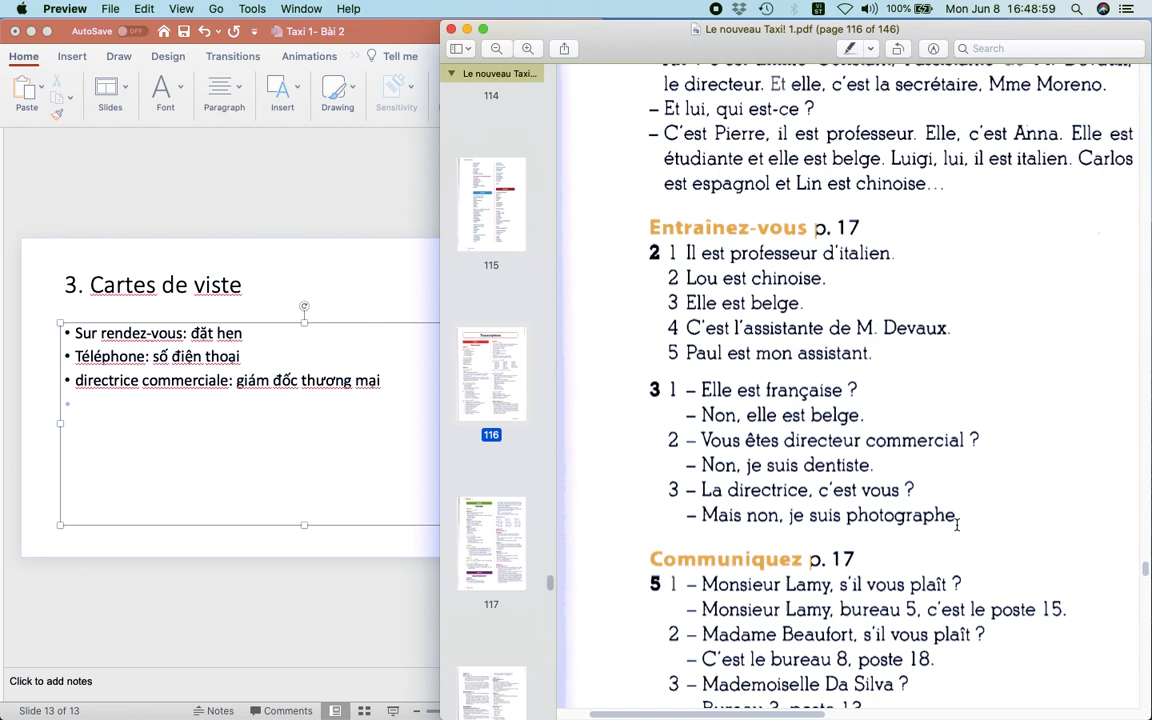 Preview File Edit View Go Tools Window Help
VI ST 100% Mon Jun 8 16:48:59
AutoSave OFF Taxi 1- Bài 2
Home Insert Draw Design Transitions Animations Tell me
Paste Slides Font Paragraph Insert Drawing Sensitivity
3. Cartes de viste
• Sur rendez-vous: đặt hẹn
• Téléphone: số điện thoại
• directrice commerciale: giám đốc thương mại
Click to add notes
Slide 13 of 13 Notes Comments
Le nouveau Taxi! 1.pdf (page 116 of 146)
Search
Le nouveau Taxi...
114
115
116
117
le directeur. Et elle, c'est la secrétaire, Mme Moreno.
– Et lui, qui est-ce ?
– C'est Pierre, il est professeur. Elle, c'est Anna. Elle est
étudiante et elle est belge. Luigi, lui, il est italien. Carlos
est espagnol et Lin est chinoise...
Entraînez-vous p. 17
2 1 Il est professeur d'italien.
2 Lou est chinoise.
3 Elle est belge.
4 C'est l'assistante de M. Devaux.
5 Paul est mon assistant.
3 1 – Elle est française ?
– Non, elle est belge.
2 – Vous êtes directeur commercial ?
– Non, je suis dentiste.
3 – La directrice, c'est vous ?
– Mais non, je suis photographe.
Communiquez p. 17
5 1 – Monsieur Lamy, s'il vous plaît ?
– Monsieur Lamy, bureau 5, c'est le poste 15.
2 – Madame Beaufort, s'il vous plaît ?
– C'est le bureau 8, poste 18.
3 – Mademoiselle Da Silva ?